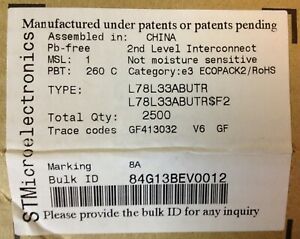 Manufactured under patents or patents pending
Assembled in: CHINA
Pb-free 2nd Level Interconnect
MSL: 1 Not moisture sensitive
PBT: 260 C Category:e3 ECOPACK2/RoHS
TYPE: L78L33ABUTR
L78L33ABUTR$F2
Total Qty: 2500
Trace codes GF413032 V6 GF
Marking 8A
Bulk ID 84G13BEV0012
Please provide the bulk ID for any inquiry
STMicroelectronics